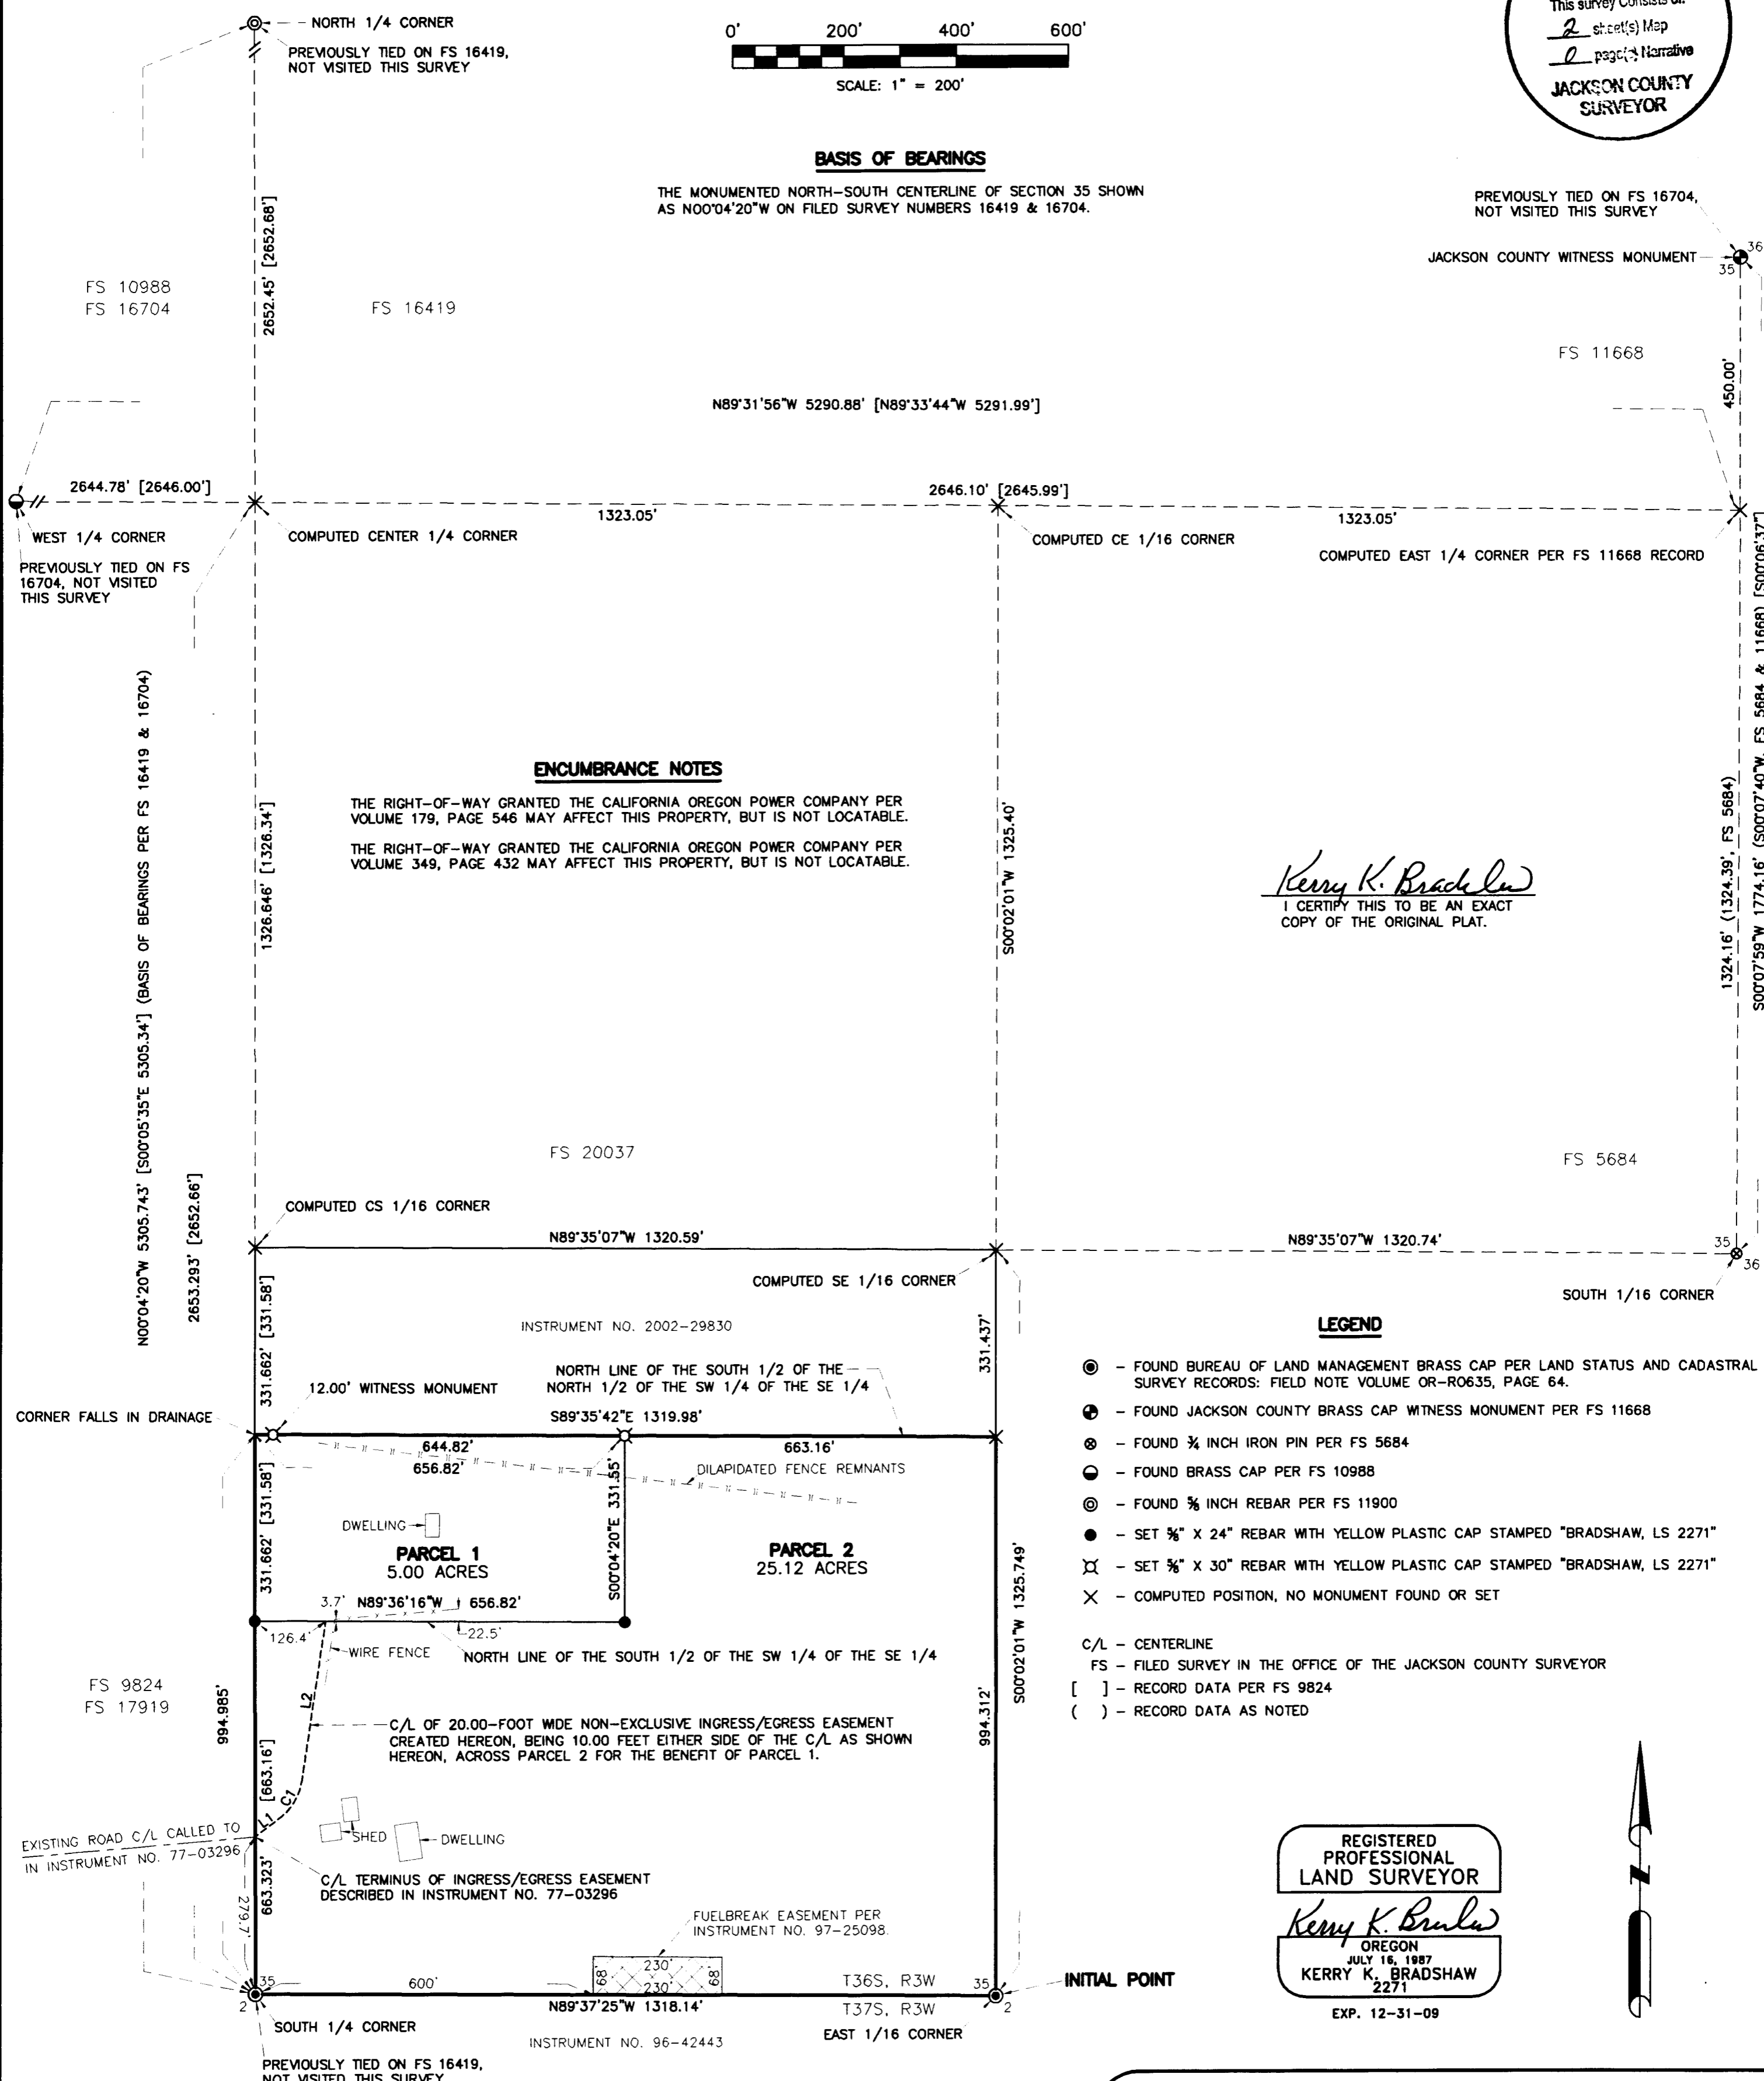 This survey Consists of:
2 sheet(s) Map
0 page(s) Narrative
JACKSON COUNTY
SURVEYOR
NORTH 1/4 CORNER
PREVIOUSLY TIED ON FS 16419,
NOT VISITED THIS SURVEY
0' 200' 400' 600'
SCALE: 1" = 200'
BASIS OF BEARINGS
THE MONUMENTED NORTH-SOUTH CENTERLINE OF SECTION 35 SHOWN
AS N00°04'20"W ON FILED SURVEY NUMBERS 16419 & 16704.
PREVIOUSLY TIED ON FS 16704,
NOT VISITED THIS SURVEY
JACKSON COUNTY WITNESS MONUMENT
36
35
2652.45' [2652.68']
FS 10988
FS 16704
FS 16419
FS 11668
450.00'
N89°31'56"W 5290.88' [N89°33'44"W 5291.99']
2644.78' [2646.00']
2646.10' [2645.99']
1323.05'
1323.05'
WEST 1/4 CORNER
PREVIOUSLY TIED ON FS
16704, NOT VISITED
THIS SURVEY
COMPUTED CENTER 1/4 CORNER
COMPUTED CE 1/16 CORNER
COMPUTED EAST 1/4 CORNER PER FS 11668 RECORD
N00°04'20"W 5305.743' [S00°05'35"E 5305.34'] (BASIS OF BEARINGS PER FS 16419 & 16704)
2653.293' [2652.66']
1326.646' [1326.34']
ENCUMBRANCE NOTES
THE RIGHT-OF-WAY GRANTED THE CALIFORNIA OREGON POWER COMPANY PER
VOLUME 179, PAGE 546 MAY AFFECT THIS PROPERTY, BUT IS NOT LOCATABLE.
THE RIGHT-OF-WAY GRANTED THE CALIFORNIA OREGON POWER COMPANY PER
VOLUME 349, PAGE 432 MAY AFFECT THIS PROPERTY, BUT IS NOT LOCATABLE.
S00°02'01"W 1325.40'
Kerry K. Bradshaw
I CERTIFY THIS TO BE AN EXACT
COPY OF THE ORIGINAL PLAT.
1324.16' (1324.39', FS 5684)
S00°07'59"W 1774.16' (S00°07'40"W, FS 5684 & 11668) [S00°06'37"]
FS 20037
FS 5684
COMPUTED CS 1/16 CORNER
N89°35'07"W 1320.59'
N89°35'07"W 1320.74'
35
36
COMPUTED SE 1/16 CORNER
SOUTH 1/16 CORNER
331.662' [331.58']
INSTRUMENT NO. 2002-29830
331.437'
12.00' WITNESS MONUMENT
NORTH LINE OF THE SOUTH 1/2 OF THE
NORTH 1/2 OF THE SW 1/4 OF THE SE 1/4
CORNER FALLS IN DRAINAGE
S89°35'42"E 1319.98'
644.82'
663.16'
656.82'
DILAPIDATED FENCE REMNANTS
331.662' [331.58']
DWELLING
PARCEL 1
5.00 ACRES
S00°04'20"E 331.55'
PARCEL 2
25.12 ACRES
S00°02'01"W 1325.749'
3.7' N89°36'16"W 656.82'
126.4'
22.5'
WIRE FENCE
NORTH LINE OF THE SOUTH 1/2 OF THE SW 1/4 OF THE SE 1/4
FS 9824
FS 17919
994.985'
[663.16']
L2
C/L OF 20.00-FOOT WIDE NON-EXCLUSIVE INGRESS/EGRESS EASEMENT
CREATED HEREON, BEING 10.00 FEET EITHER SIDE OF THE C/L AS SHOWN
HEREON, ACROSS PARCEL 2 FOR THE BENEFIT OF PARCEL 1.
994.312'
C1
L1
EXISTING ROAD C/L CALLED TO
IN INSTRUMENT NO. 77-03296
SHED
DWELLING
C/L TERMINUS OF INGRESS/EGRESS EASEMENT
DESCRIBED IN INSTRUMENT NO. 77-03296
663.323'
279.7'
FUELBREAK EASEMENT PER
INSTRUMENT NO. 97-25098.
68' 230' 68'
230'
35
600'
T36S, R3W
35
INITIAL POINT
2
N89°37'25"W 1318.14'
T37S, R3W
2
SOUTH 1/4 CORNER
INSTRUMENT NO. 96-42443
EAST 1/16 CORNER
PREVIOUSLY TIED ON FS 16419,
NOT VISITED THIS SURVEY
LEGEND
– FOUND BUREAU OF LAND MANAGEMENT BRASS CAP PER LAND STATUS AND CADASTRAL
SURVEY RECORDS: FIELD NOTE VOLUME OR-RO635, PAGE 64.
– FOUND JACKSON COUNTY BRASS CAP WITNESS MONUMENT PER FS 11668
– FOUND ¾ INCH IRON PIN PER FS 5684
– FOUND BRASS CAP PER FS 10988
– FOUND ⅝ INCH REBAR PER FS 11900
– SET ⅝" X 24" REBAR WITH YELLOW PLASTIC CAP STAMPED "BRADSHAW, LS 2271"
– SET ⅝" X 30" REBAR WITH YELLOW PLASTIC CAP STAMPED "BRADSHAW, LS 2271"
– COMPUTED POSITION, NO MONUMENT FOUND OR SET
C/L – CENTERLINE
FS – FILED SURVEY IN THE OFFICE OF THE JACKSON COUNTY SURVEYOR
[ ] – RECORD DATA PER FS 9824
( ) – RECORD DATA AS NOTED
REGISTERED
PROFESSIONAL
LAND SURVEYOR
Kerry K. Bradshaw
OREGON
JULY 16, 1987
KERRY K. BRADSHAW
2271
EXP. 12-31-09
N